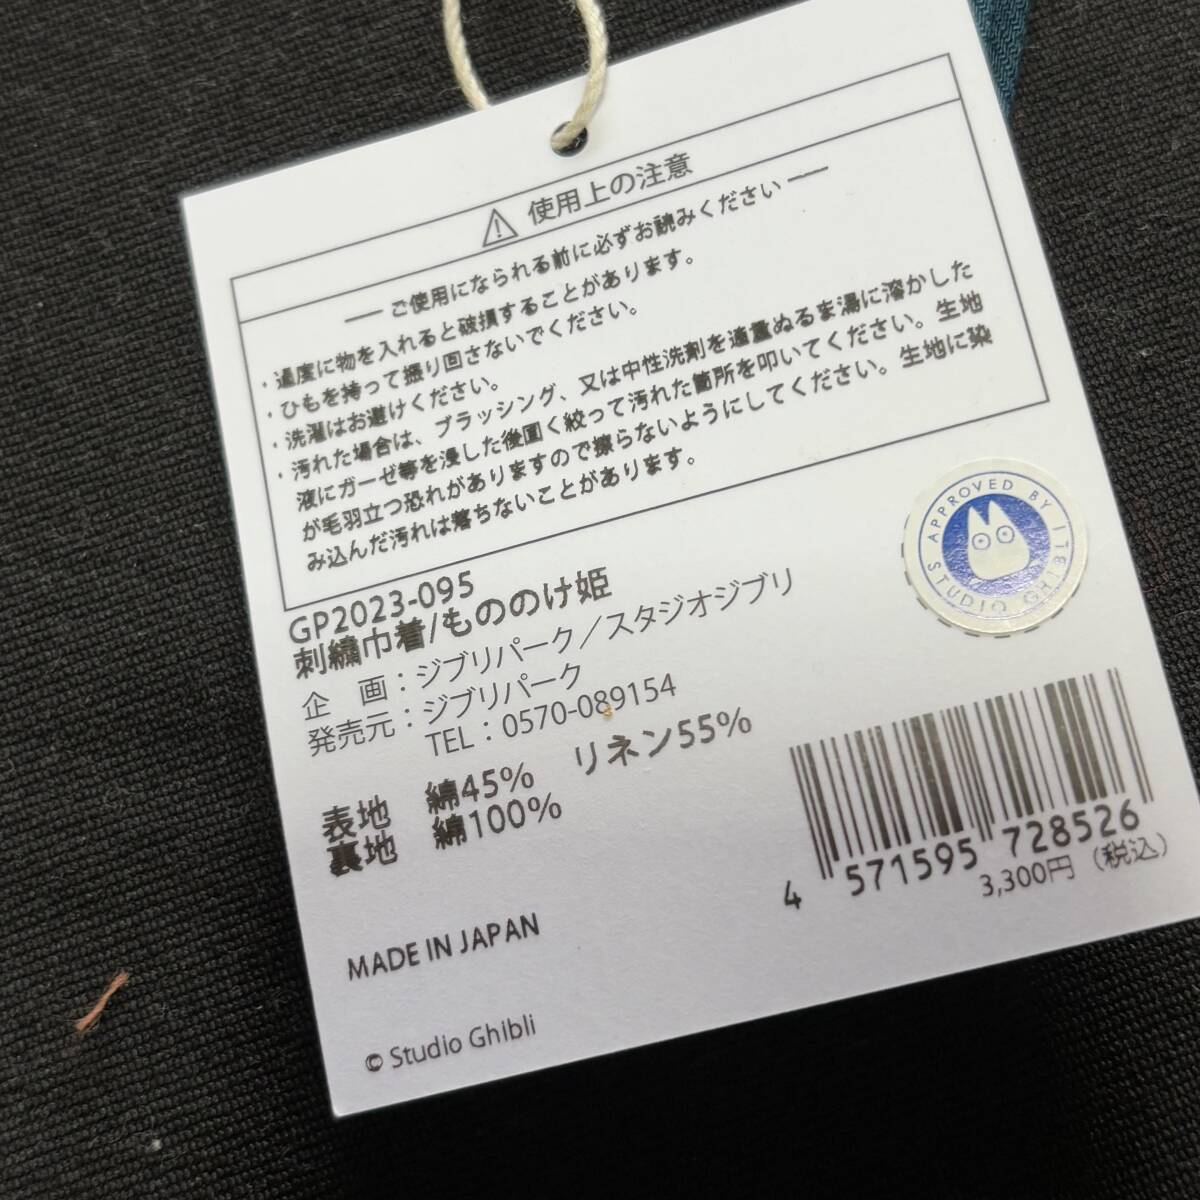 使用上の注意
ご使用になられる前に必ずお読みください
・過度に物を入れると破損することがあります。
・ひもを持って振り回さないでください。
・洗濯はお避けください。
・汚れた場合は、ブラッシング、又は中性洗剤を適量ぬるま湯に溶かした
液にガーゼ等を浸した後固く絞って汚れた箇所を叩いてください。生地
が毛羽立つ恐れがありますので擦らないようにしてください。生地に染
み込んだ汚れは落ちないことがあります。
GP2023-095
刺繍巾着/もののけ姫
企 画：ジブリパーク／スタジオジブリ
発売元：ジブリパーク
TEL：0570-089154
表地 綿45% リネン55%
裏地 綿100%
MADE IN JAPAN
© Studio Ghibli
APPROVED BY STUDIO GHIBLI
4 571595 728526
3,300円（税込）